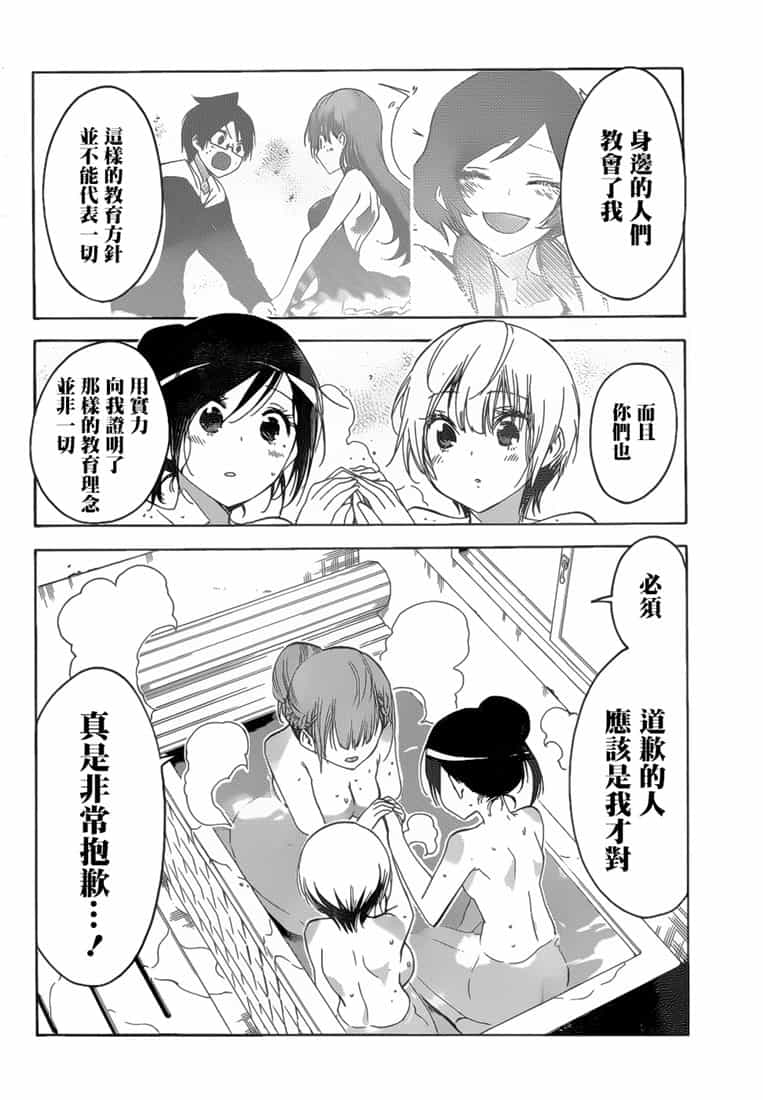 身邊的人們
教會了我
這樣的教育方針
並不能代表一切
而且
你們也
用實力
向我證明了
那樣的教育理念
並非一切
必須
道歉的人
應該是我才對
真是非常抱歉…！